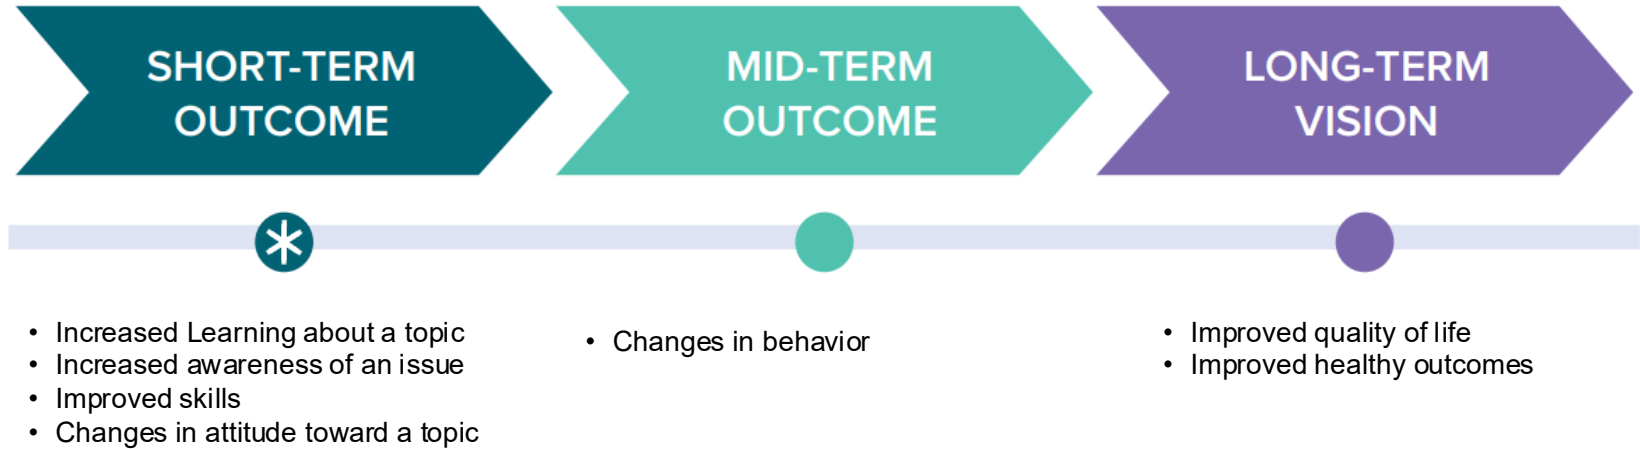 SHORT-TERM
OUTCOME
MID-TERM
OUTCOME
LONG-TERM
VISION
• Increased Learning about a topic
• Increased awareness of an issue
• Improved skills
• Changes in attitude toward a topic
• Changes in behavior
• Improved quality of life
• Improved healthy outcomes